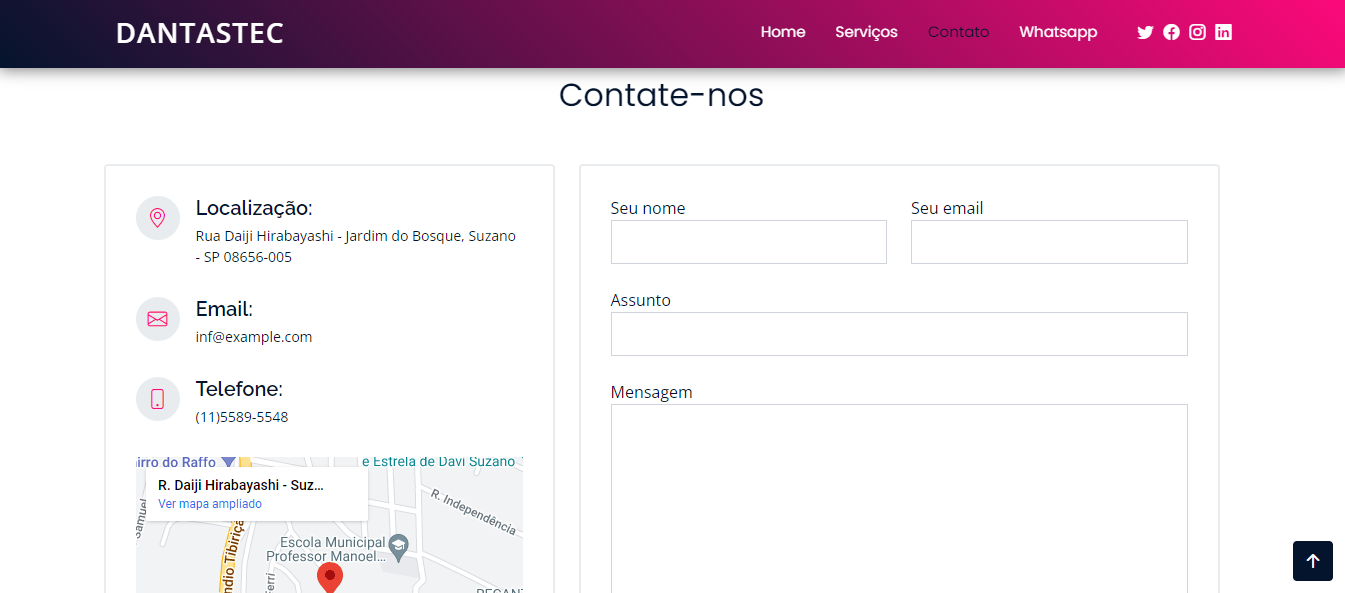 DANTASTEC
Home
Serviços
Contato
Whatsapp
Contate-nos
Localização:
Rua Daiji Hirabayashi - Jardim do Bosque, Suzano
- SP 08656-005
Email:
inf@example.com
Telefone:
(11)5589-5548
irro do Raffo
e Estrela de Davi Suzano
R. Daiji Hirabayashi - Suz...
Ver mapa ampliado
Samuel
R. Independência
Escola Municipal
Professor Manoel...
ndio Tibiriçá
Ferri
RECANT
Seu nome
Seu email
Assunto
Mensagem